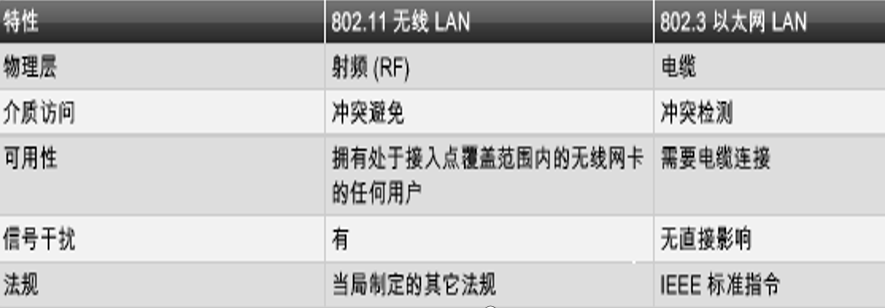 特性 802.11 无线 LAN 802.3 以太网 LAN
物理层 射频 (RF) 电缆
介质访问 冲突避免 冲突检测
可用性 拥有处于接入点覆盖范围内的无线网卡 需要电缆连接
的任何用户
信号干扰 有 无直接影响
法规 当局制定的其它法规 IEEE 标准指令